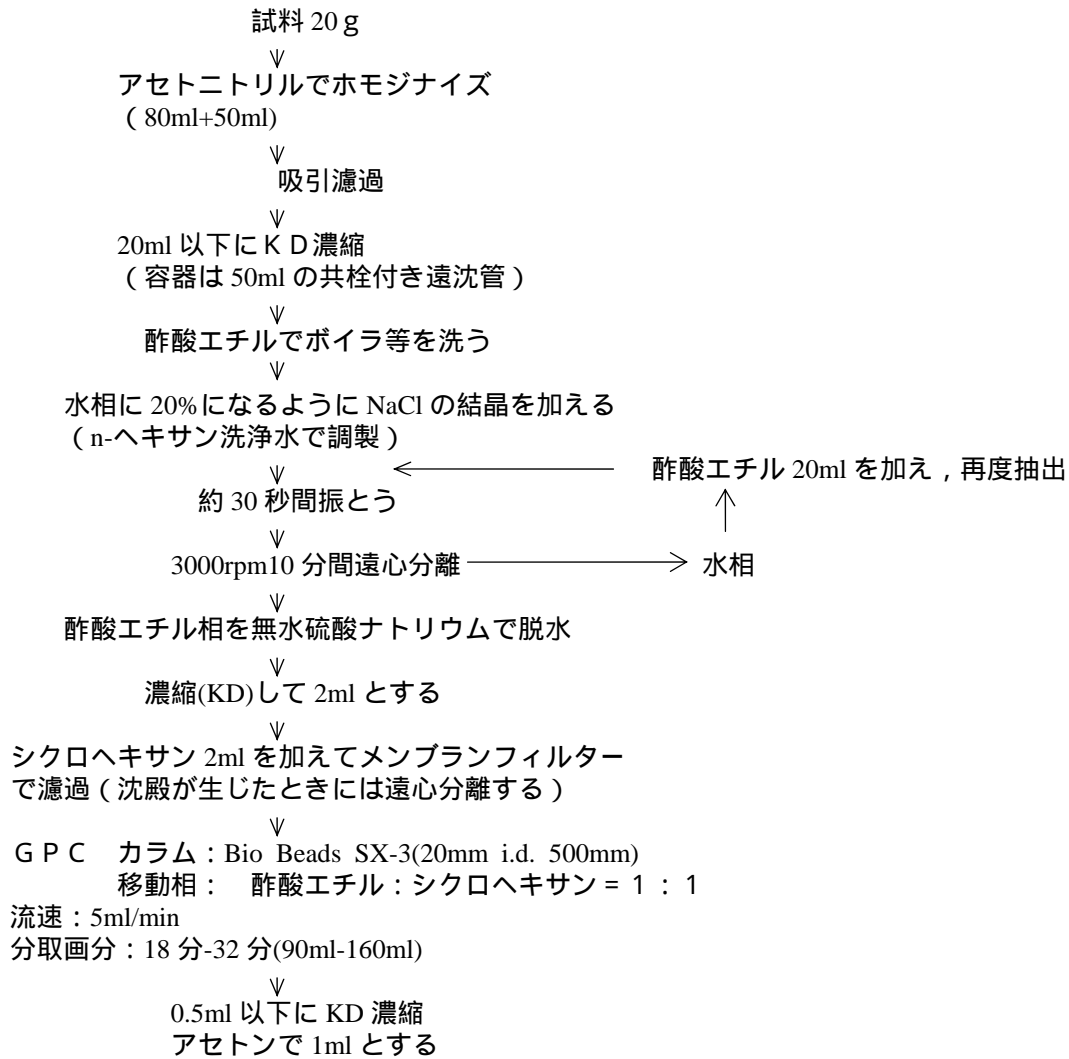 試料 20ｇ
アセトニトリルでホモジナイズ
（80ml+50ml)
吸引濾過
20ml 以下にＫＤ濃縮
（容器は 50ml の共栓付き遠沈管）
酢酸エチルでボイラ等を洗う
水相に 20%になるように NaCl の結晶を加える
（n-ヘキサン洗浄水で調製）
酢酸エチル 20ml を加え，再度抽出
約 30 秒間振とう
3000rpm10 分間遠心分離
水相
酢酸エチル相を無水硫酸ナトリウムで脱水
濃縮(KD)して 2ml とする
シクロヘキサン 2ml を加えてメンブランフィルター
で濾過（沈殿が生じたときには遠心分離する）
ＧＰＣ　カラム：Bio Beads SX-3(20mm i.d. 500mm)
移動相：　酢酸エチル：シクロヘキサン＝１：１
流速：5ml/min
分取画分：18 分-32 分(90ml-160ml)
0.5ml 以下に KD 濃縮
アセトンで 1ml とする